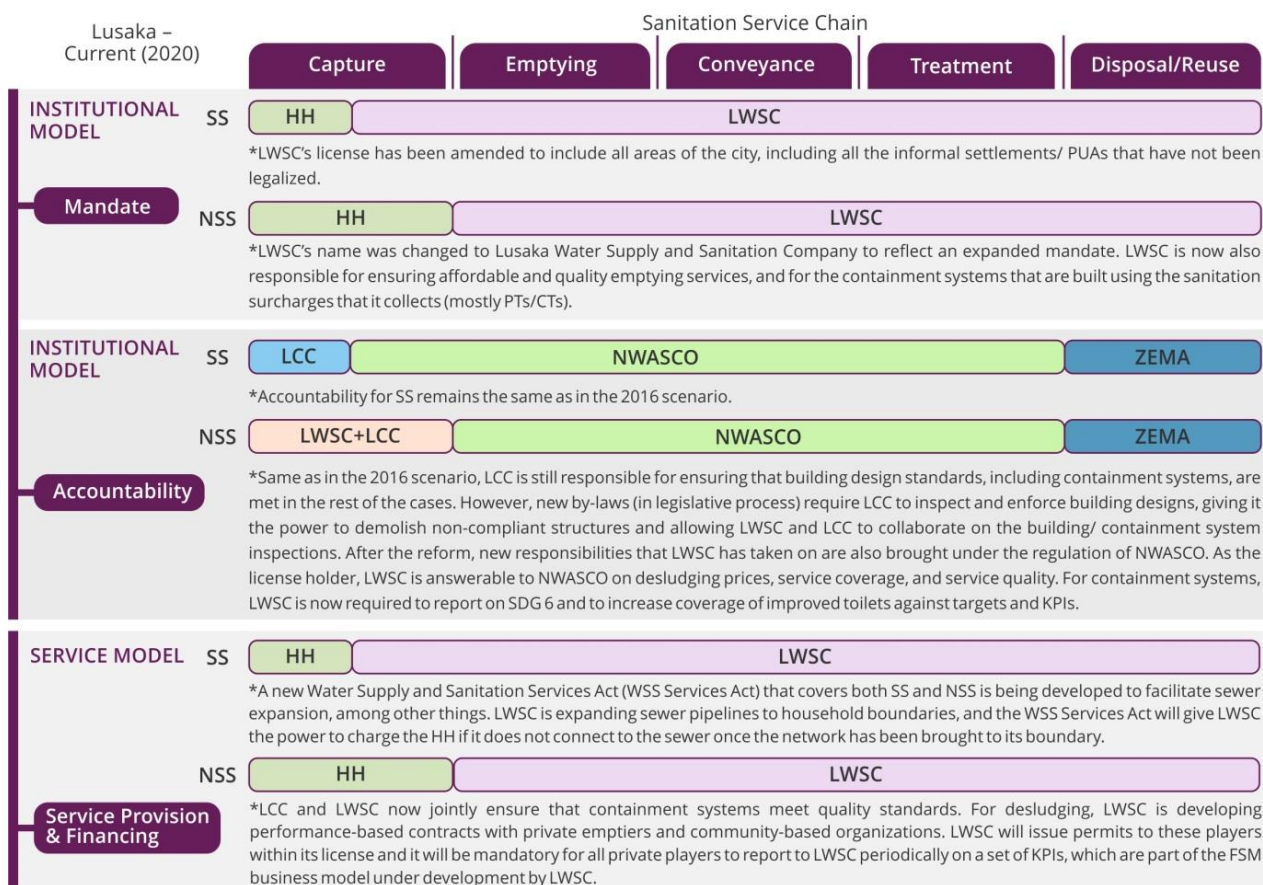 Lusaka –
Current (2020)
Sanitation Service Chain
Capture
Emptying
Conveyance
Treatment
Disposal/Reuse
INSTITUTIONAL
MODEL
Mandate
SS
HH
LWSC
*LWSC's license has been amended to include all areas of the city, including all the informal settlements/ PUAs that have not been
legalized.
NSS
HH
LWSC
*LWSC's name was changed to Lusaka Water Supply and Sanitation Company to reflect an expanded mandate. LWSC is now also
responsible for ensuring affordable and quality emptying services, and for the containment systems that are built using the sanitation
surcharges that it collects (mostly PTs/CTs).
INSTITUTIONAL
MODEL
Accountability
SS
LCC
NWASCO
ZEMA
*Accountability for SS remains the same as in the 2016 scenario.
NSS
LWSC+LCC
NWASCO
ZEMA
*Same as in the 2016 scenario, LCC is still responsible for ensuring that building design standards, including containment systems, are
met in the rest of the cases. However, new by-laws (in legislative process) require LCC to inspect and enforce building designs, giving it
the power to demolish non-compliant structures and allowing LWSC and LCC to collaborate on the building/ containment system
inspections. After the reform, new responsibilities that LWSC has taken on are also brought under the regulation of NWASCO. As the
license holder, LWSC is answerable to NWASCO on desludging prices, service coverage, and service quality. For containment systems,
LWSC is now required to report on SDG 6 and to increase coverage of improved toilets against targets and KPIs.
SERVICE MODEL
Service Provision
& Financing
SS
HH
LWSC
*A new Water Supply and Sanitation Services Act (WSS Services Act) that covers both SS and NSS is being developed to facilitate sewer
expansion, among other things. LWSC is expanding sewer pipelines to household boundaries, and the WSS Services Act will give LWSC
the power to charge the HH if it does not connect to the sewer once the network has been brought to its boundary.
NSS
HH
LWSC
*LCC and LWSC now jointly ensure that containment systems meet quality standards. For desludging, LWSC is developing
performance-based contracts with private emptiers and community-based organizations. LWSC will issue permits to these players
within its license and it will be mandatory for all private players to report to LWSC periodically on a set of KPIs, which are part of the FSM
business model under development by LWSC.